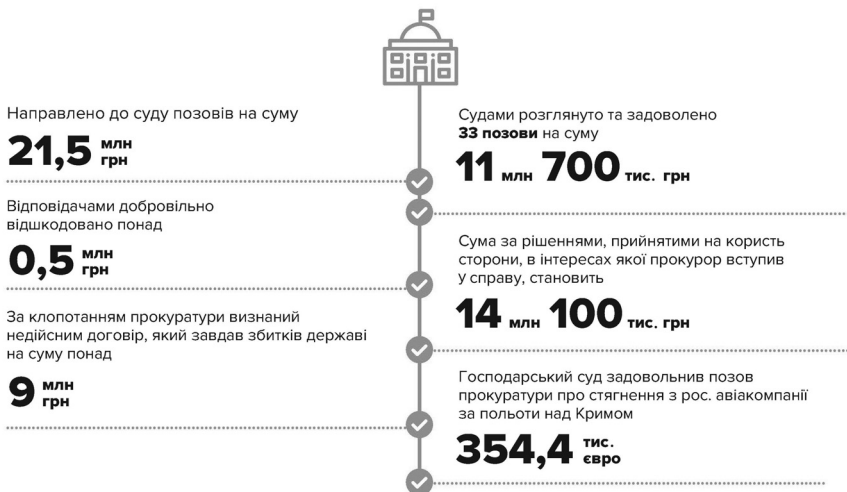 Направлено до суду позовів на суму
21,5 млн
грн
Відповідачами добровільно
відшкодовано понад
0,5 млн
грн
За клопотанням прокуратури визнаний
недійсним договір, який завдав збитків державі
на суму понад
9 млн
грн
Судами розглянуто та задоволено
33 позови на суму
11 млн 700 тис. грн
Сума за рішеннями, прийнятими на користь
сторони, в інтересах якої прокурор вступив
у справу, становить
14 млн 100 тис. грн
Господарський суд задовольнив позов
прокуратури про стягнення з рос. авіакомпанії
за польоти над Кримом
354,4 тис.
євро